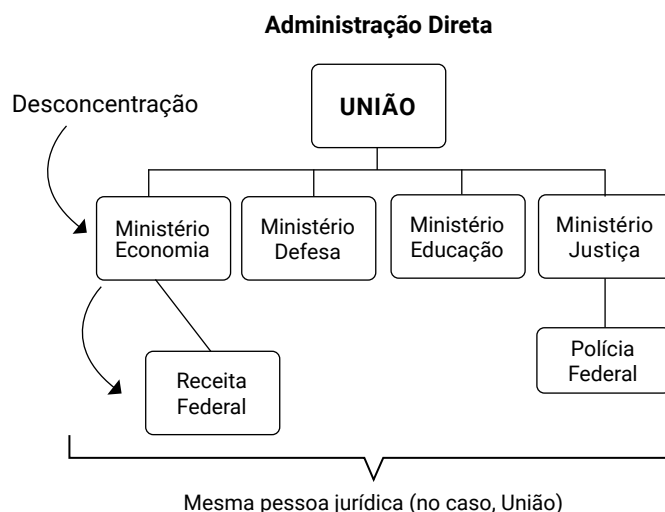 Administração Direta
Desconcentração
UNIÃO
Ministério
Economia
Ministério
Defesa
Ministério
Educação
Ministério
Justiça
Receita
Federal
Polícia
Federal
Mesma pessoa jurídica (no caso, União)